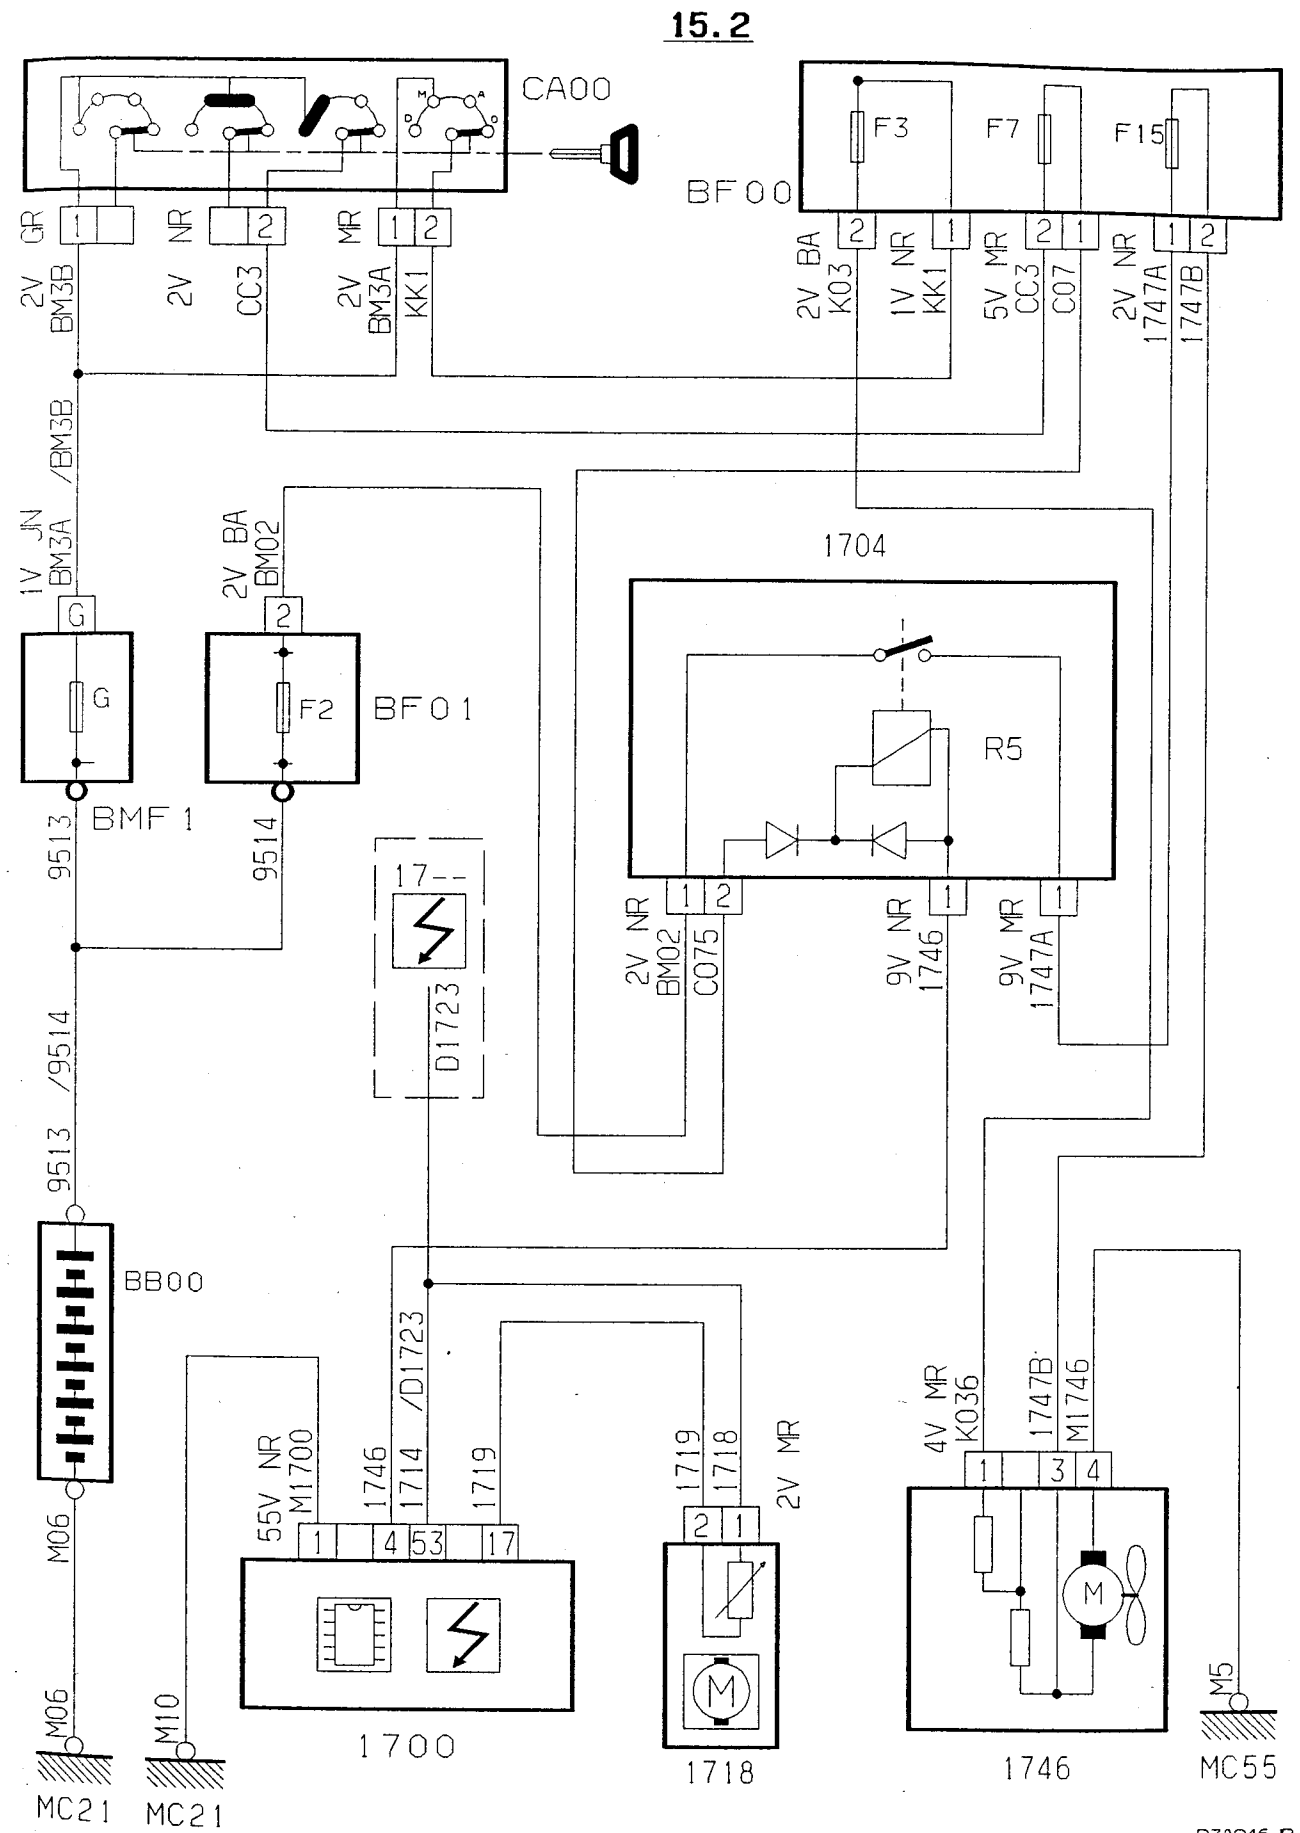 15.2
CA00
M A
D D
F3
F7
F15
BF00
1
2
1 2
2
1
2 1
1 2
2V GR
BM3B
2V NR
CC3
2V MR
BM3A
KK1
2V BA
K03
1V NR
KK1
5V MR
CC3
C07
2V NR
1747A
1747B
1V JN
BM3A /BM3B
2V BA
BM02
1704
G
2
G
F2
BF01
R5
BMF1
9513
9514
17--
D1723
1 2
1
1
2V NR
BM02
C075
9V NR
1746
9V MR
1747A
9513 /9514
BB00
55V NR
M1700
1746
1714 /D1723
1719
1719
1718
2V MR
4V MR
K036
1747B
M1746
1 4 53 17
2 1
1 3 4
M06
M06
M10
M
M
M5
1700
1718
1746
MC55
MC21
MC21